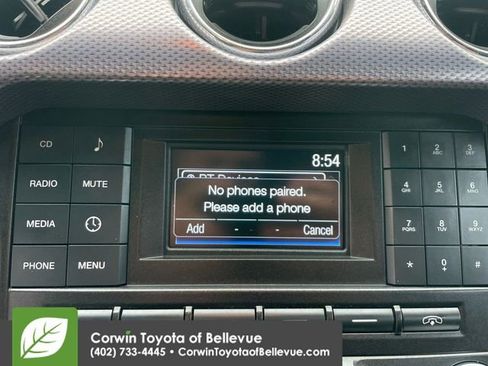 8:54
BT Devices
No phones paired.
Please add a phone
Add - - Cancel
CD
RADIO MUTE
MEDIA
PHONE MENU
1 2 ABC 3 DEF
4 GHI 5 JKL 6 MNO
7 PQRS 8 TUV 9 WXYZ
* 0 + #
Corwin Toyota of Bellevue
(402) 733-4445 • CorwinToyotaofBellevue.com